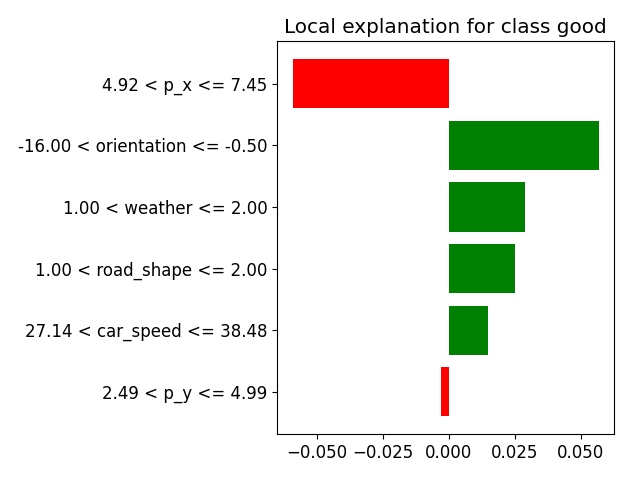 Local explanation for class good
4.92 < p_x <= 7.45
-16.00 < orientation <= -0.50
1.00 < weather <= 2.00
1.00 < road_shape <= 2.00
27.14 < car_speed <= 38.48
2.49 < p_y <= 4.99
−0.050 −0.025 0.000 0.025 0.050